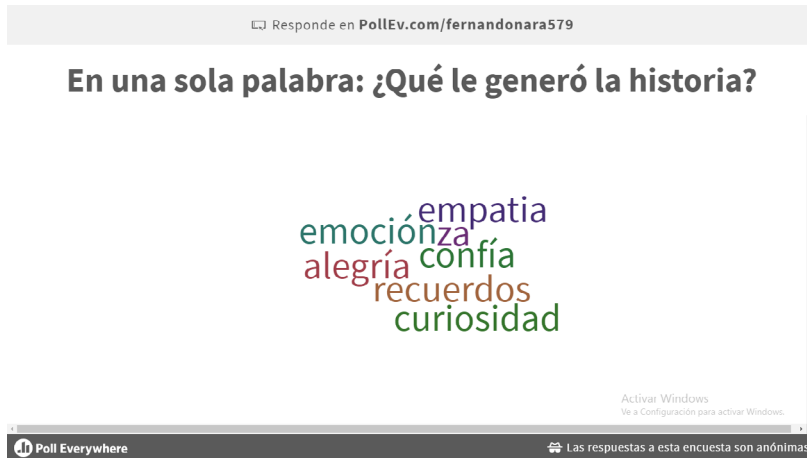 Responde en PollEv.com/fernandonara579
En una sola palabra: ¿Qué le generó la historia?
empatia
emoción
za
confía
alegría
recuerdos
curiosidad
Activar Windows
Ve a Configuración para activar Windows.
Poll Everywhere
Las respuestas a esta encuesta son anónimas